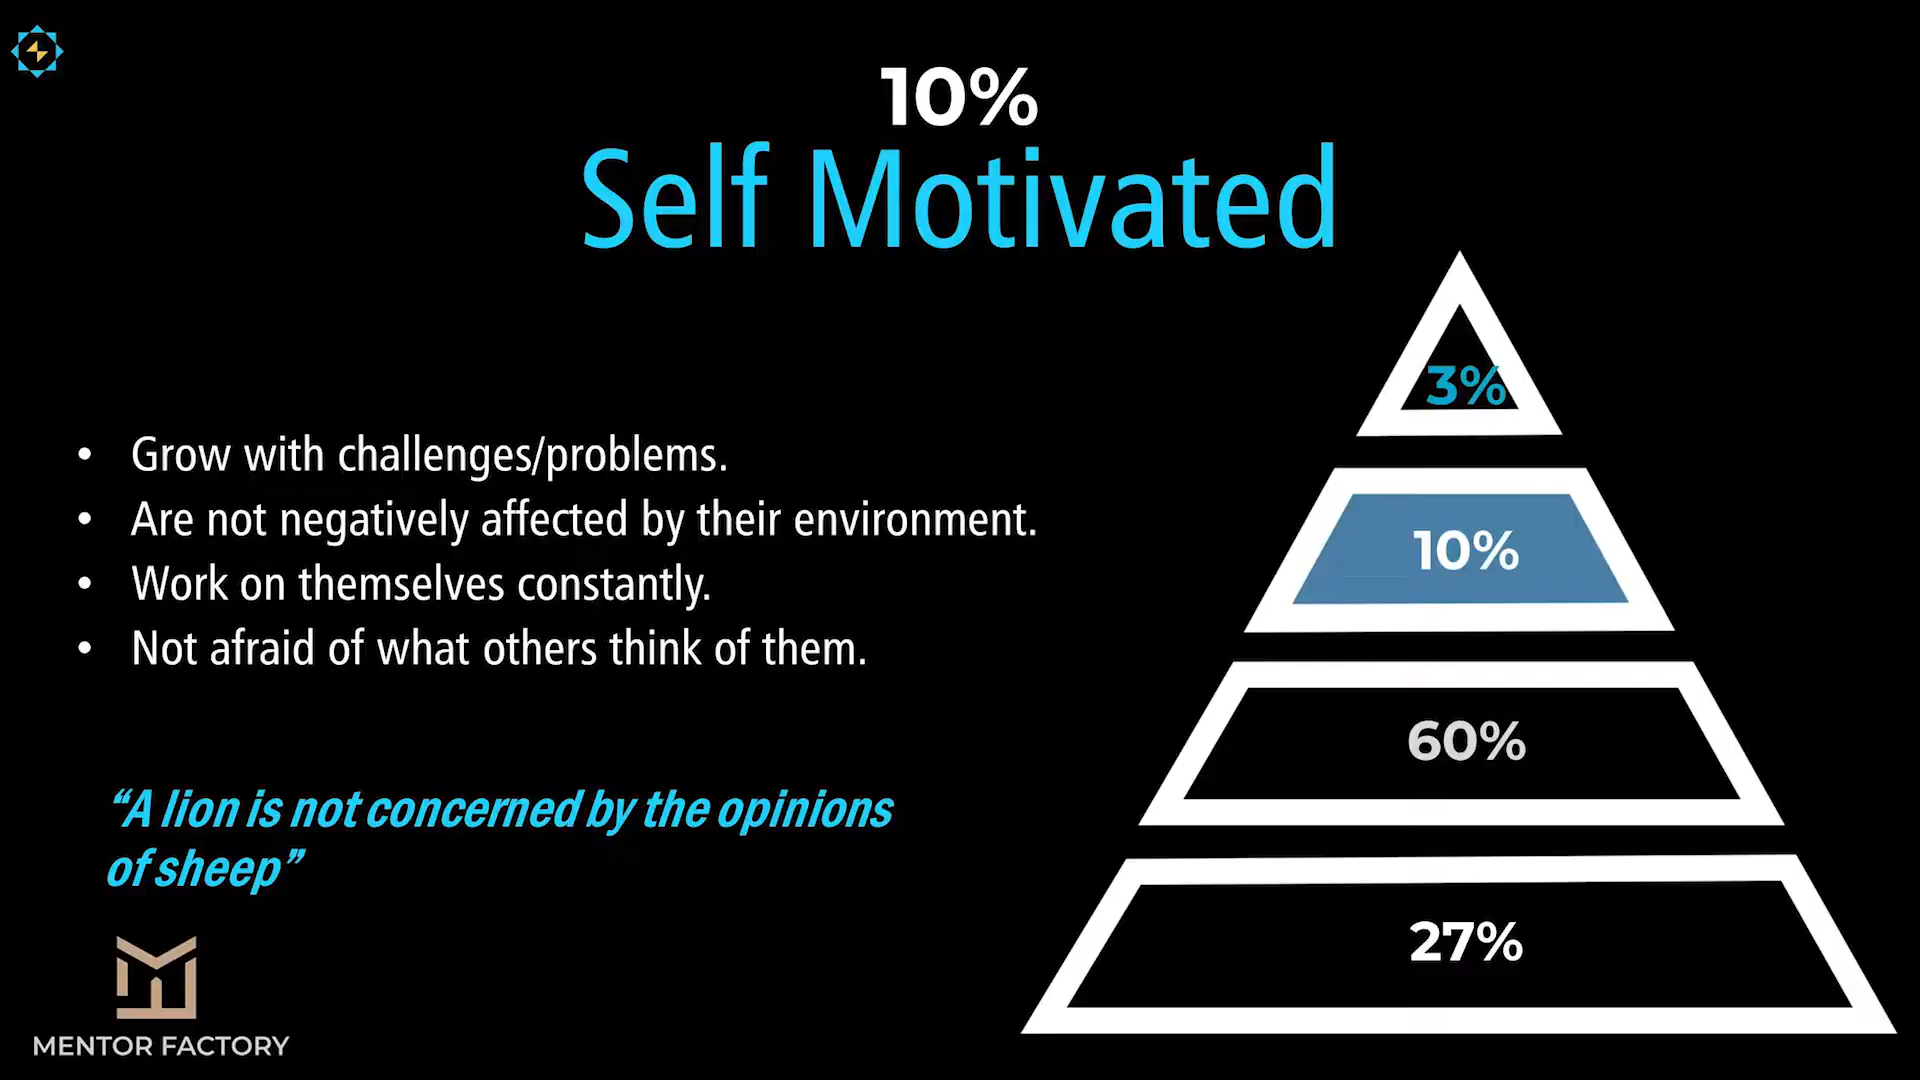 10%
Self Motivated
• Grow with challenges/problems.
• Are not negatively affected by their environment.
• Work on themselves constantly.
• Not afraid of what others think of them.
“A lion is not concerned by the opinions
of sheep”
3%
10%
60%
27%
MENTOR FACTORY